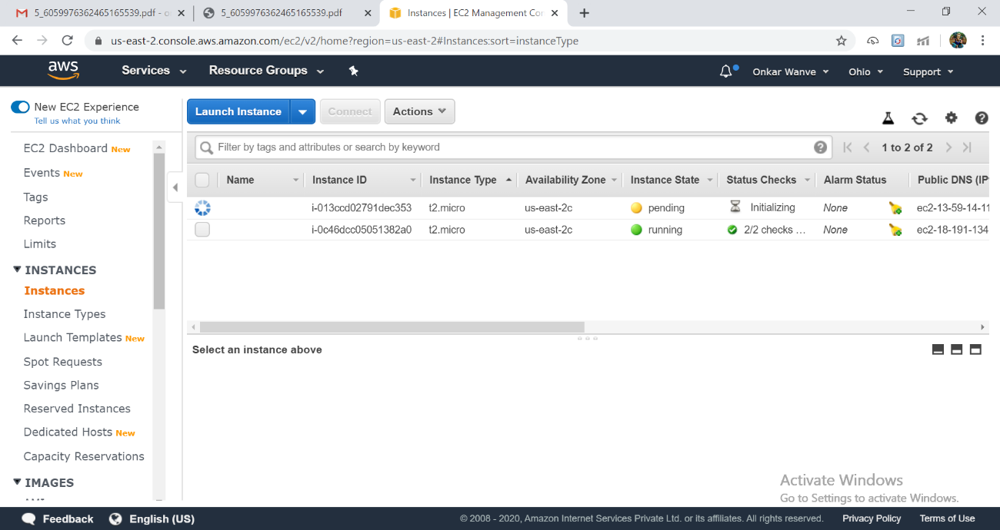 5_6059976362465165539.pdf - o
5_6059976362465165539.pdf
Instances | EC2 Management Con
us-east-2.console.aws.amazon.com/ec2/v2/home?region=us-east-2#Instances:sort=instanceType
aws
Services
Resource Groups
Onkar Wanve
Ohio
Support
New EC2 Experience
Tell us what you think
Launch Instance
Connect
Actions
EC2 Dashboard New
Events New
Tags
Reports
Limits
INSTANCES
Instances
Instance Types
Launch Templates New
Spot Requests
Savings Plans
Reserved Instances
Dedicated Hosts New
Capacity Reservations
IMAGES
Filter by tags and attributes or search by keyword
1 to 2 of 2
Name Instance ID Instance Type Availability Zone Instance State Status Checks Alarm Status Public DNS (IP
i-013ccd02791dec353 t2.micro us-east-2c pending Initializing None ec2-13-59-14-11
i-0c46dcc05051382a0 t2.micro us-east-2c running 2/2 checks ... None ec2-18-191-134
Select an instance above
Activate Windows
Go to Settings to activate Windows.
Feedback
English (US)
© 2008 - 2020, Amazon Internet Services Private Ltd. or its affiliates. All rights reserved.
Privacy Policy
Terms of Use